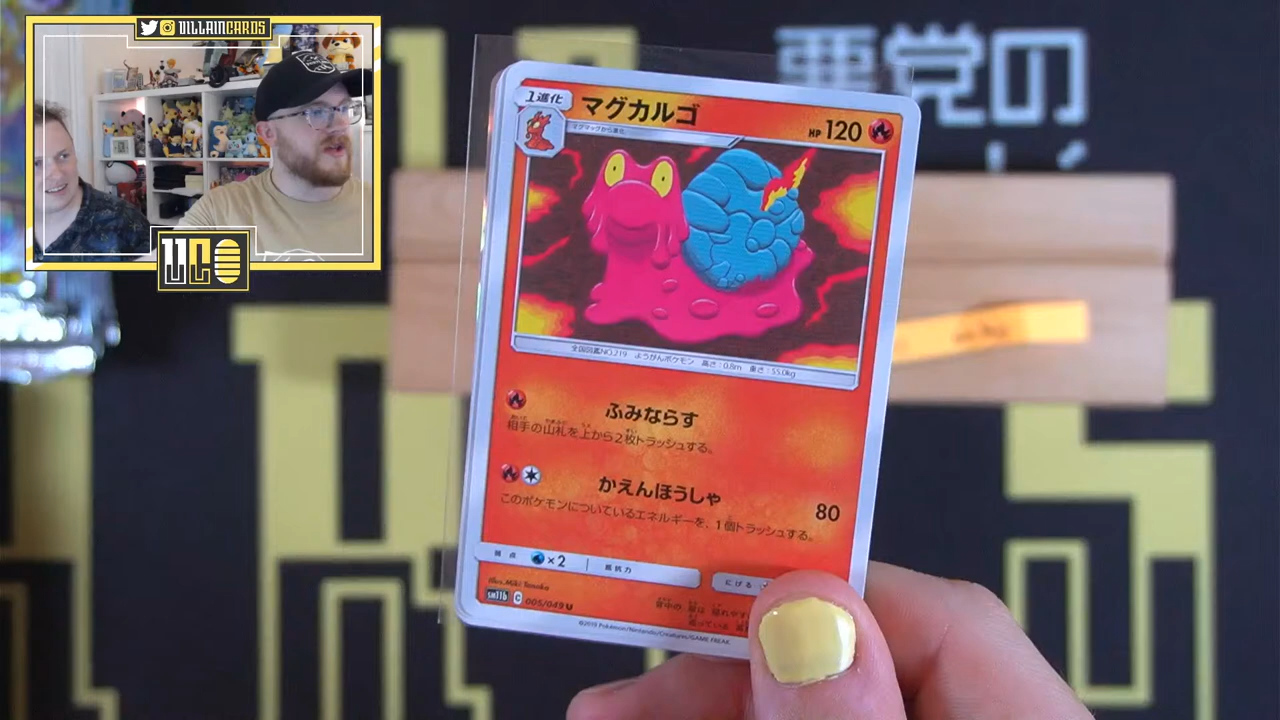 VILLAINCARDS
悪党の
1進化
マグカルゴ
マグマッグから進化
HP 120
全国図鑑NO.219 ようがんポケモン 高さ:0.8m 重さ:55.0kg
ふみならす
相手の山札を上から2枚トラッシュする。
かえんほうしゃ
80
このポケモンについているエネルギーを、1個トラッシュする。
弱点
×2
抵抗力
にげる
Illus.Miki Tanaka
sm11b C 005/049 U
©2019 Pokémon/Nintendo/Creatures/GAME FREAK